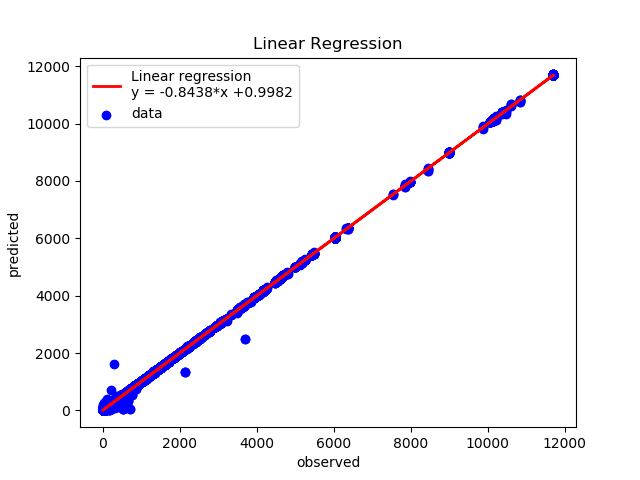 Linear Regression
Linear regression
y = -0.8438*x +0.9982
data
predicted
12000
10000
8000
6000
4000
2000
0
0 2000 4000 6000 8000 10000 12000
observed